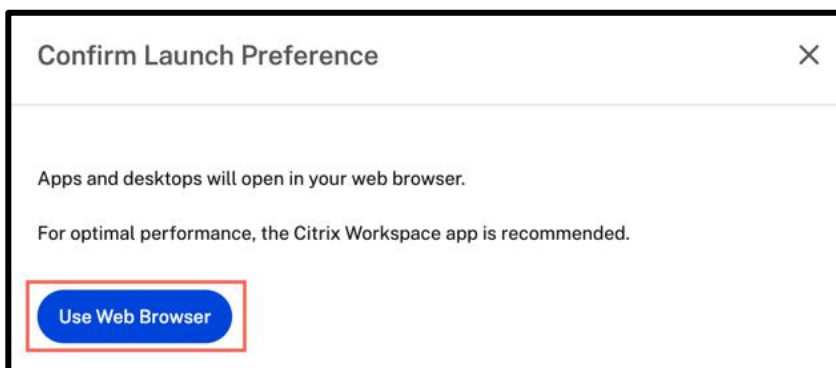 Confirm Launch Preference
Apps and desktops will open in your web browser.
For optimal performance, the Citrix Workspace app is recommended.
Use Web Browser